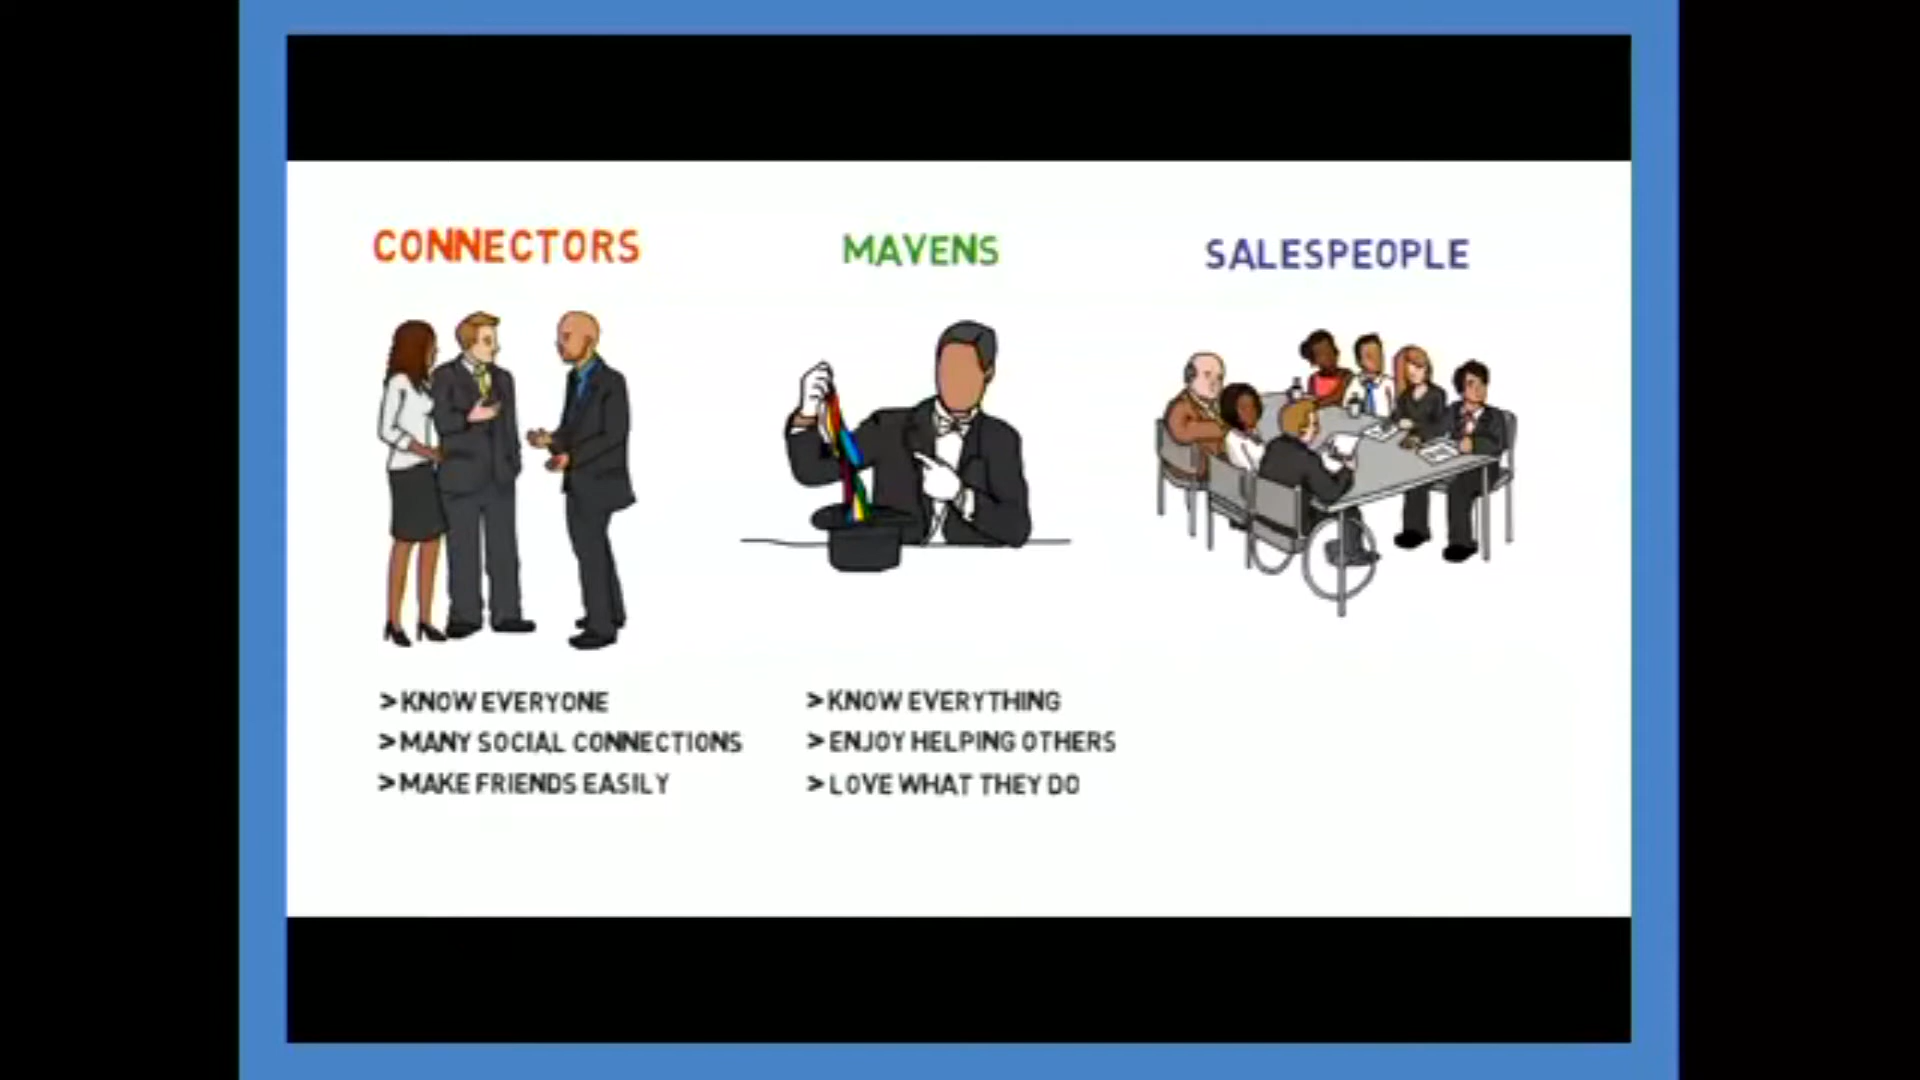 CONNECTORS
MAVENS
SALESPEOPLE
>KNOW EVERYONE
>MANY SOCIAL CONNECTIONS
>MAKE FRIENDS EASILY
>KNOW EVERYTHING
>ENJOY HELPING OTHERS
>LOVE WHAT THEY DO